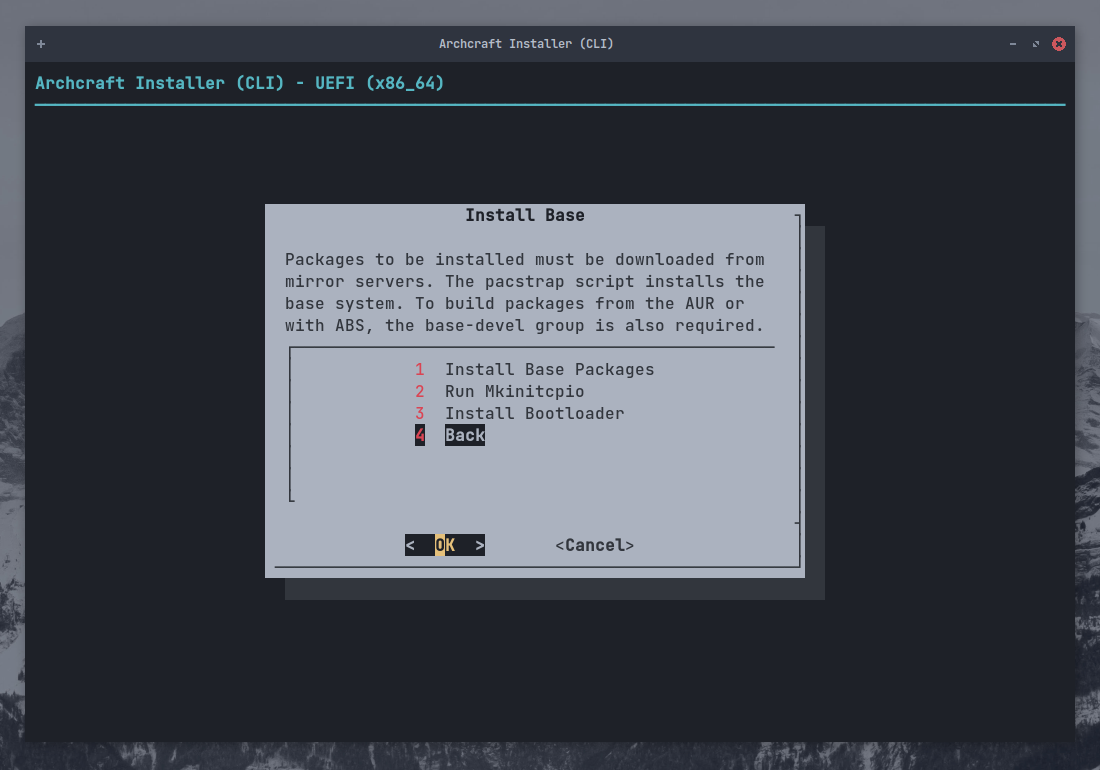 Archcraft Installer (CLI)
Archcraft Installer (CLI) - UEFI (x86_64)
Install Base
Packages to be installed must be downloaded from
mirror servers. The pacstrap script installs the
base system. To build packages from the AUR or
with ABS, the base-devel group is also required.
1 Install Base Packages
2 Run Mkinitcpio
3 Install Bootloader
4 Back
< OK > <Cancel>